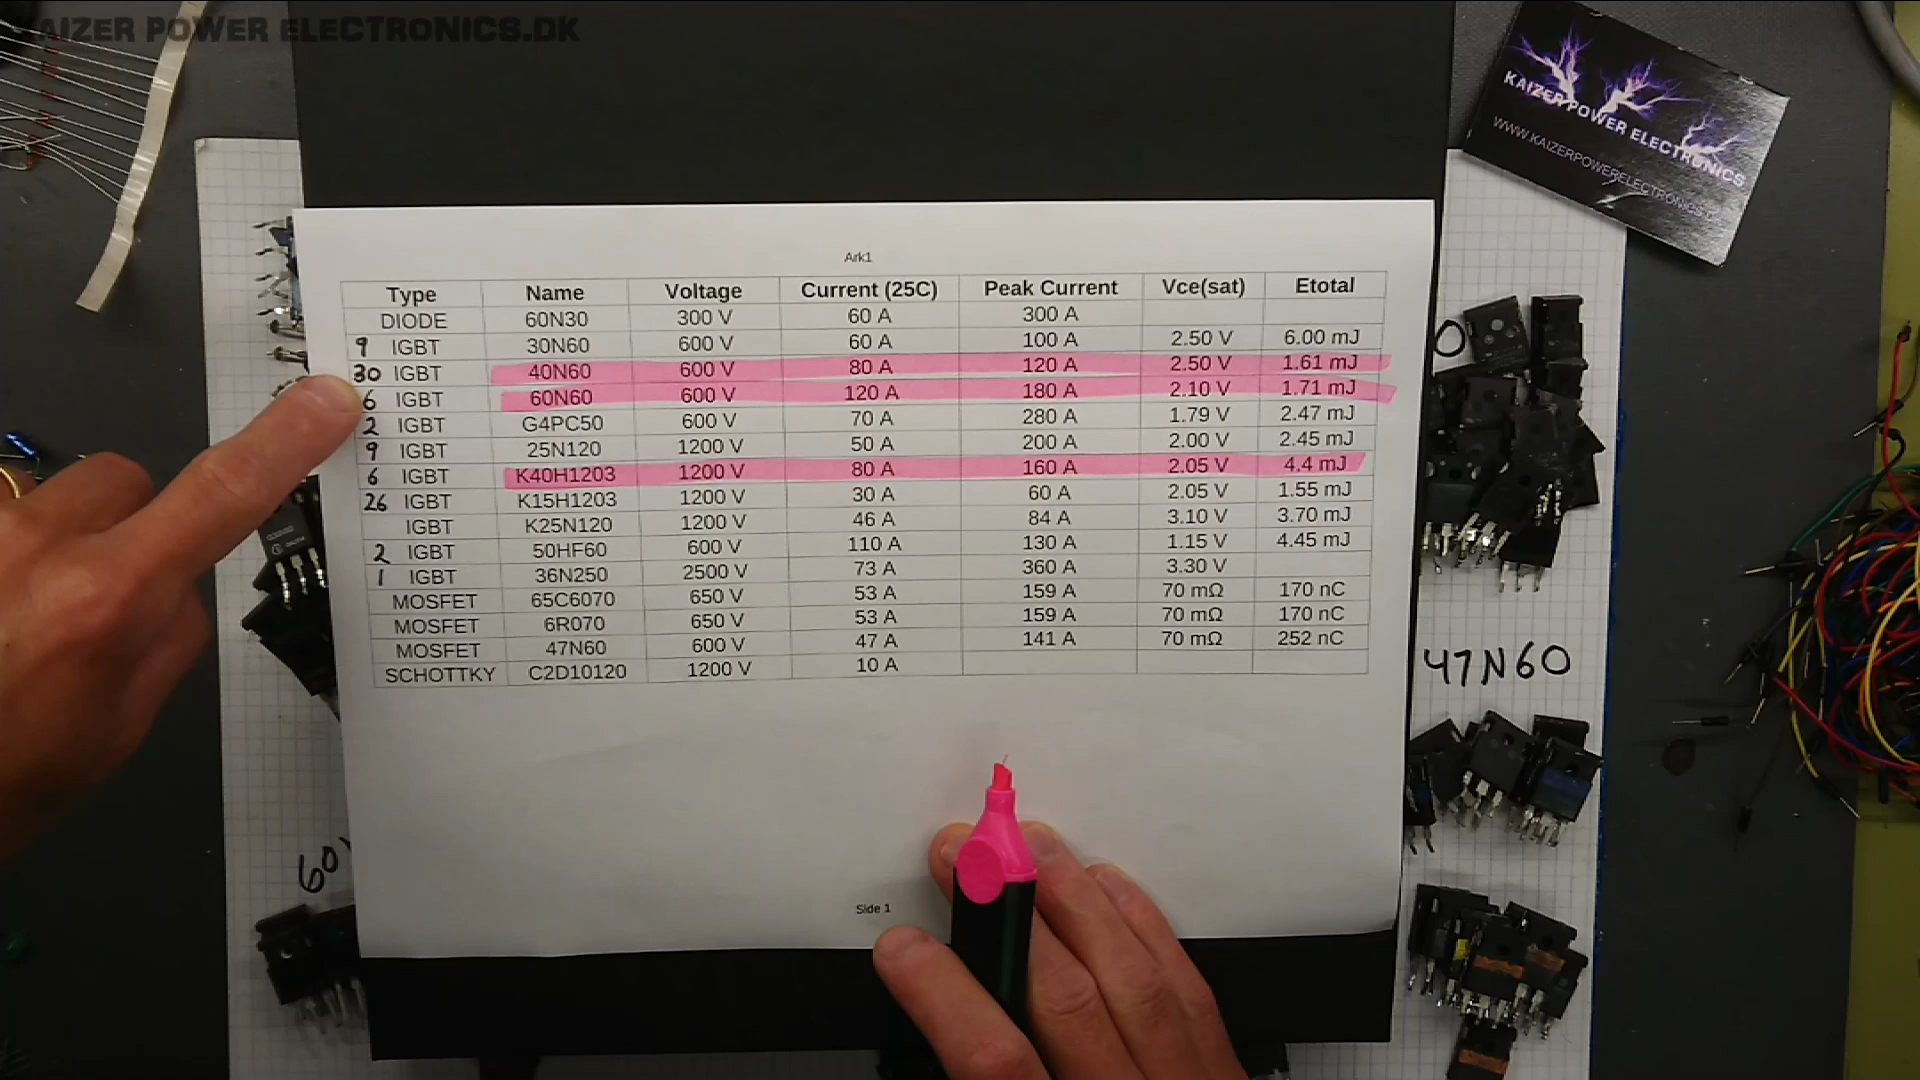 KAIZER POWER ELECTRONICS.DK
KAIZER POWER ELECTRONICS
WWW.KAIZERPOWERELECTRONICS.D
Ark1
Type Name Voltage Current (25C) Peak Current Vce(sat) Etotal
DIODE 60N30 300 V 60 A 300 A
9 IGBT 30N60 600 V 60 A 100 A 2.50 V 6.00 mJ
30 IGBT 40N60 600 V 80 A 120 A 2.50 V 1.61 mJ
6 IGBT 60N60 600 V 120 A 180 A 2.10 V 1.71 mJ
2 IGBT G4PC50 600 V 70 A 280 A 1.79 V 2.47 mJ
9 IGBT 25N120 1200 V 50 A 200 A 2.00 V 2.45 mJ
6 IGBT K40H1203 1200 V 80 A 160 A 2.05 V 4.4 mJ
26 IGBT K15H1203 1200 V 30 A 60 A 2.05 V 1.55 mJ
IGBT K25N120 1200 V 46 A 84 A 3.10 V 3.70 mJ
2 IGBT 50HF60 600 V 110 A 130 A 1.15 V 4.45 mJ
1 IGBT 36N250 2500 V 73 A 360 A 3.30 V
MOSFET 65C6070 650 V 53 A 159 A 70 mΩ 170 nC
MOSFET 6R070 650 V 53 A 159 A 70 mΩ 170 nC
MOSFET 47N60 600 V 47 A 141 A 70 mΩ 252 nC
SCHOTTKY C2D10120 1200 V 10 A
0
47N60
60
Side 1